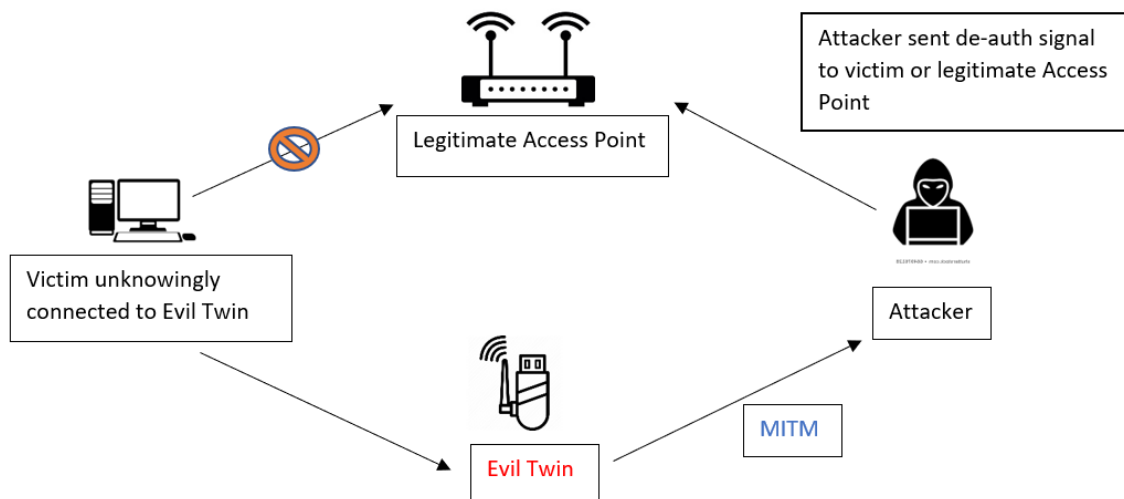 Attacker sent de-auth signal
to victim or legitimate Access
Point
Legitimate Access Point
Victim unknowingly
connected to Evil Twin
Attacker
MITM
Evil Twin